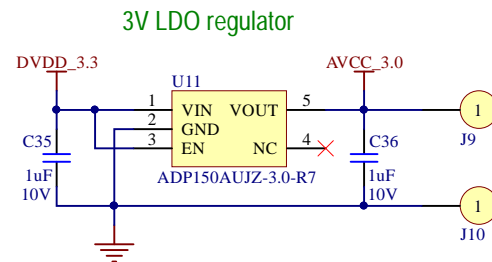 3V LDO regulator
DVDD_3.3
AVCC_3.0
U11
1 VIN VOUT 5
2 GND
3 EN NC 4
ADP150AUJZ-3.0-R7
C35
1uF
10V
C36
1uF
10V
1
J9
1
J10